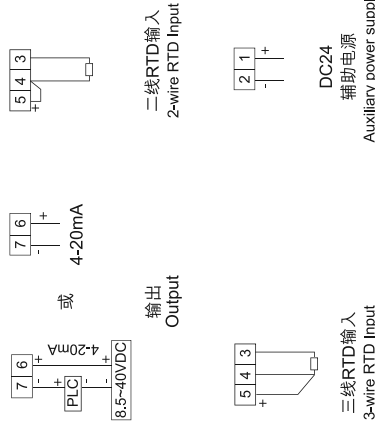 5 4 3
+
二线RTD输入
2-wire RTD Input
2 1
- +
DC24
辅助电源
Auxiliary power
7 6
- +
4-20mA
或
7 6
- +
4-20mA
+
PLC
-
-
+
8.5~40VDC
输出
Output
5 4 3
+
三线RTD输入
3-wire RTD Input